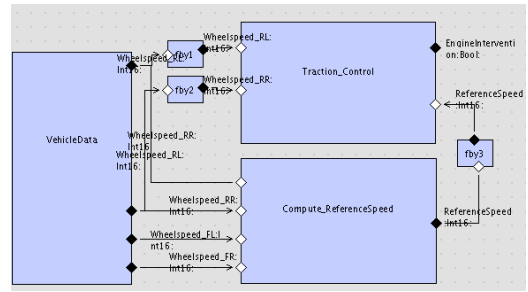 Wheelspeed_RL:
Int16:
fby1
Wheelspeed_RL:
Int16:
EngineInterventi
on:Bool:
Traction_Control
fby2
Wheelspeed_RR:
Int16:
ReferenceSpeed
:Int16:
VehicleData
Wheelspeed_RR:
Int16
Wheelspeed_RL:
Int16:
fby3
Wheelspeed_RR:
Int16:
Compute_ReferenceSpeed
ReferenceSpeed
:Int16:
Wheelspeed_FL:I
nt16:
Wheelspeed_FR:
Int16: